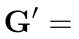 G′ =